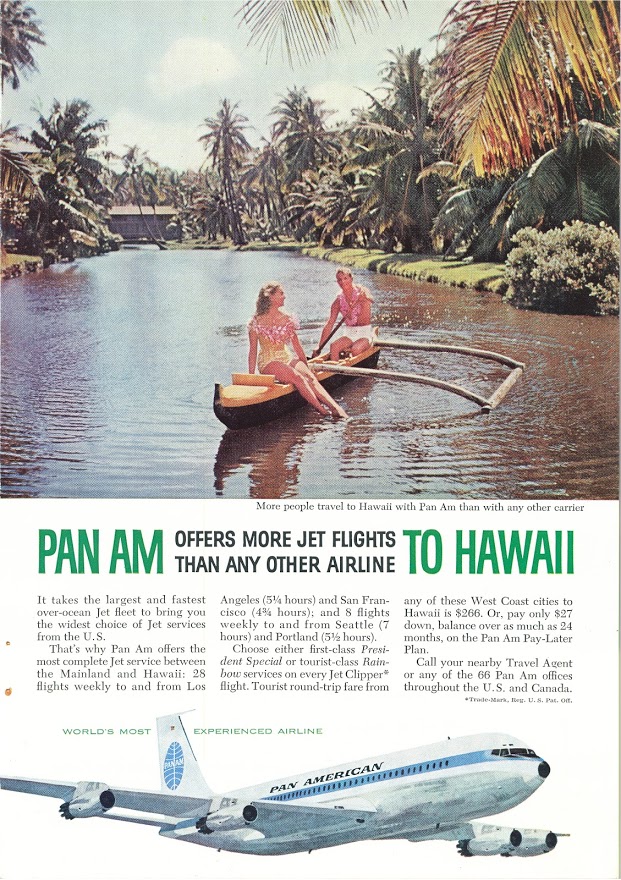 More people travel to Hawaii with Pan Am than with any other carrier
PAN AM OFFERS MORE JET FLIGHTS THAN ANY OTHER AIRLINE TO HAWAII
It takes the largest and fastest
over-ocean Jet fleet to bring you
the widest choice of Jet services
from the U.S.
That's why Pan Am offers the
most complete Jet service between
the Mainland and Hawaii: 28
flights weekly to and from Los
Angeles (5¼ hours) and San Fran-
cisco (4¾ hours); and 8 flights
weekly to and from Seattle (7
hours) and Portland (5½ hours).
Choose either first-class Presi-
dent Special or tourist-class Rain-
bow services on every Jet Clipper*
flight. Tourist round-trip fare from
any of these West Coast cities to
Hawaii is $266. Or, pay only $27
down, balance over as much as 24
months, on the Pan Am Pay-Later
Plan.
Call your nearby Travel Agent
or any of the 66 Pan Am offices
throughout the U.S. and Canada.
*Trade-Mark, Reg. U. S. Pat. Off.
WORLD'S MOST EXPERIENCED AIRLINE
PAN AM
PAN AMERICAN